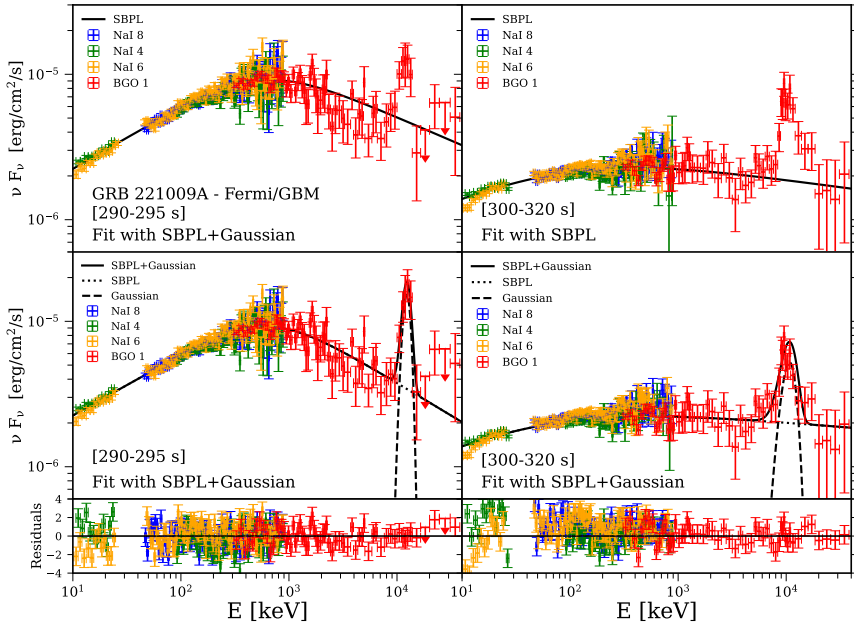 SBPL
NaI 8
NaI 4
NaI 6
BGO 1
10⁻⁵
10⁻⁶
ν Fν [erg/cm²/s]
GRB 221009A - Fermi/GBM
[290-295 s]
Fit with SBPL+Gaussian
SBPL
NaI 8
NaI 4
NaI 6
BGO 1
[300-320 s]
Fit with SBPL
SBPL+Gaussian
SBPL
Gaussian
NaI 8
NaI 4
NaI 6
BGO 1
10⁻⁵
10⁻⁶
ν Fν [erg/cm²/s]
[290-295 s]
Fit with SBPL+Gaussian
SBPL+Gaussian
SBPL
Gaussian
NaI 8
NaI 4
NaI 6
BGO 1
[300-320 s]
Fit with SBPL+Gaussian
Residuals
4
2
0
−2
−4
10¹ 10² 10³ 10⁴
E [keV]
10 10² 10³ 10⁴
E [keV]